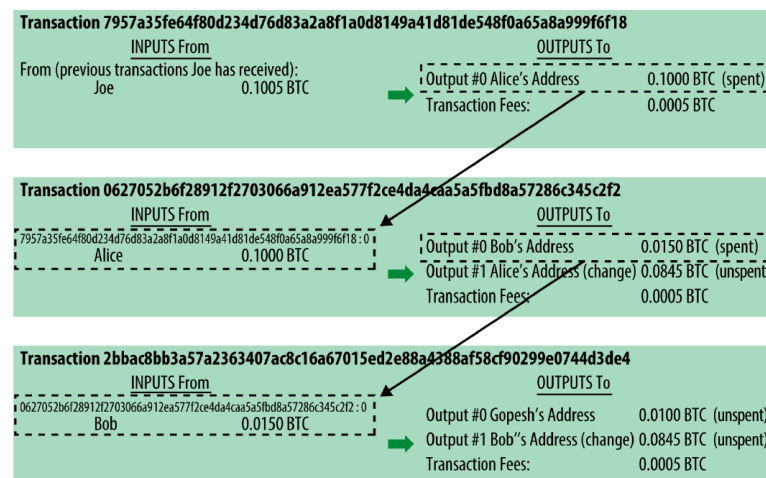 Transaction 7957a35fe64f80d234d76d83a2a8f1a0d8149a41d81de548f0a65a8a999f6f18
INPUTS From
OUTPUTS To
From (previous transactions Joe has received):
Joe 0.1005 BTC
Output #0 Alice's Address 0.1000 BTC (spent)
Transaction Fees: 0.0005 BTC
Transaction 0627052b6f28912f2703066a912ea577f2ce4da4caa5a5fbd8a57286c345c2f2
INPUTS From
OUTPUTS To
7957a35fe64f80d234d76d83a2a8f1a0d8149a41d81de548f0a65a8a999f6f18 : 0
Alice 0.1000 BTC
Output #0 Bob's Address 0.0150 BTC (spent)
Output #1 Alice's Address (change) 0.0845 BTC (unspent
Transaction Fees: 0.0005 BTC
Transaction 2bbac8bb3a57a2363407ac8c16a67015ed2e88a4388af58cf90299e0744d3de4
INPUTS From
OUTPUTS To
0627052b6f28912f2703066a912ea577f2ce4da4caa5a5fbd8a57286c345c2f2 : 0
Bob 0.0150 BTC
Output #0 Gopesh's Address 0.0100 BTC (unspent)
Output #1 Bob"s Address (change) 0.0845 BTC (unspent)
Transaction Fees: 0.0005 BTC